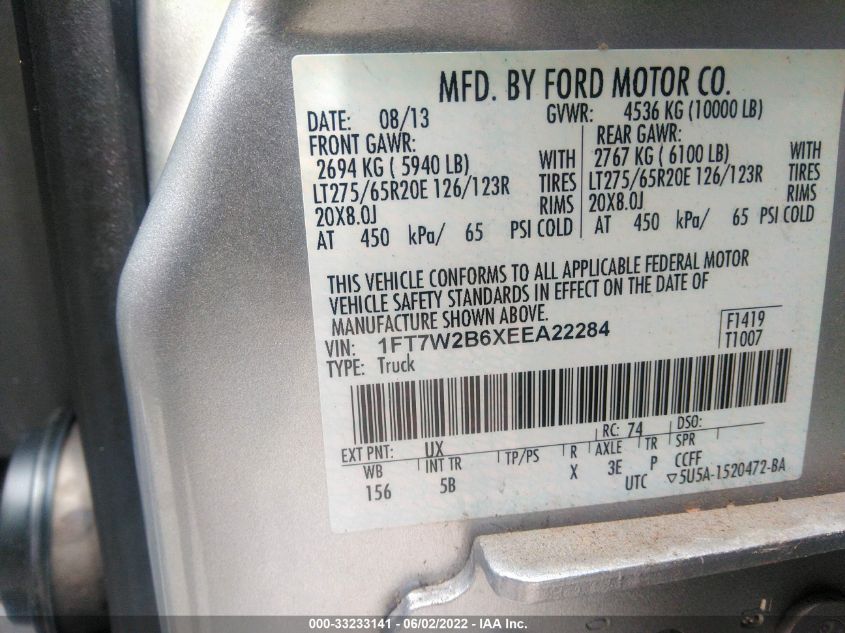 MFD. BY FORD MOTOR CO.
DATE: 08/13 GVWR: 4536 KG (10000 LB)
FRONT GAWR: REAR GAWR:
2694 KG ( 5940 LB) WITH 2767 KG ( 6100 LB) WITH
LT275/65R20E 126/123R TIRES LT275/65R20E 126/123R TIRES
20X8.0J RIMS 20X8.0J RIMS
AT 450 kPa/ 65 PSI COLD AT 450 kPa/ 65 PSI COLD
THIS VEHICLE CONFORMS TO ALL APPLICABLE FEDERAL MOTOR
VEHICLE SAFETY STANDARDS IN EFFECT ON THE DATE OF
MANUFACTURE SHOWN ABOVE.
VIN: 1FT7W2B6XEEA22284 F1419
TYPE: Truck T1007
EXT PNT: UX RC: 74 DSO:
WB INT TR TP/PS R AXLE TR SPR
156 5B X 3E P CCFF
UTC ▽5U5A-1520472-BA
000-33233141 - 06/02/2022 - IAA Inc.